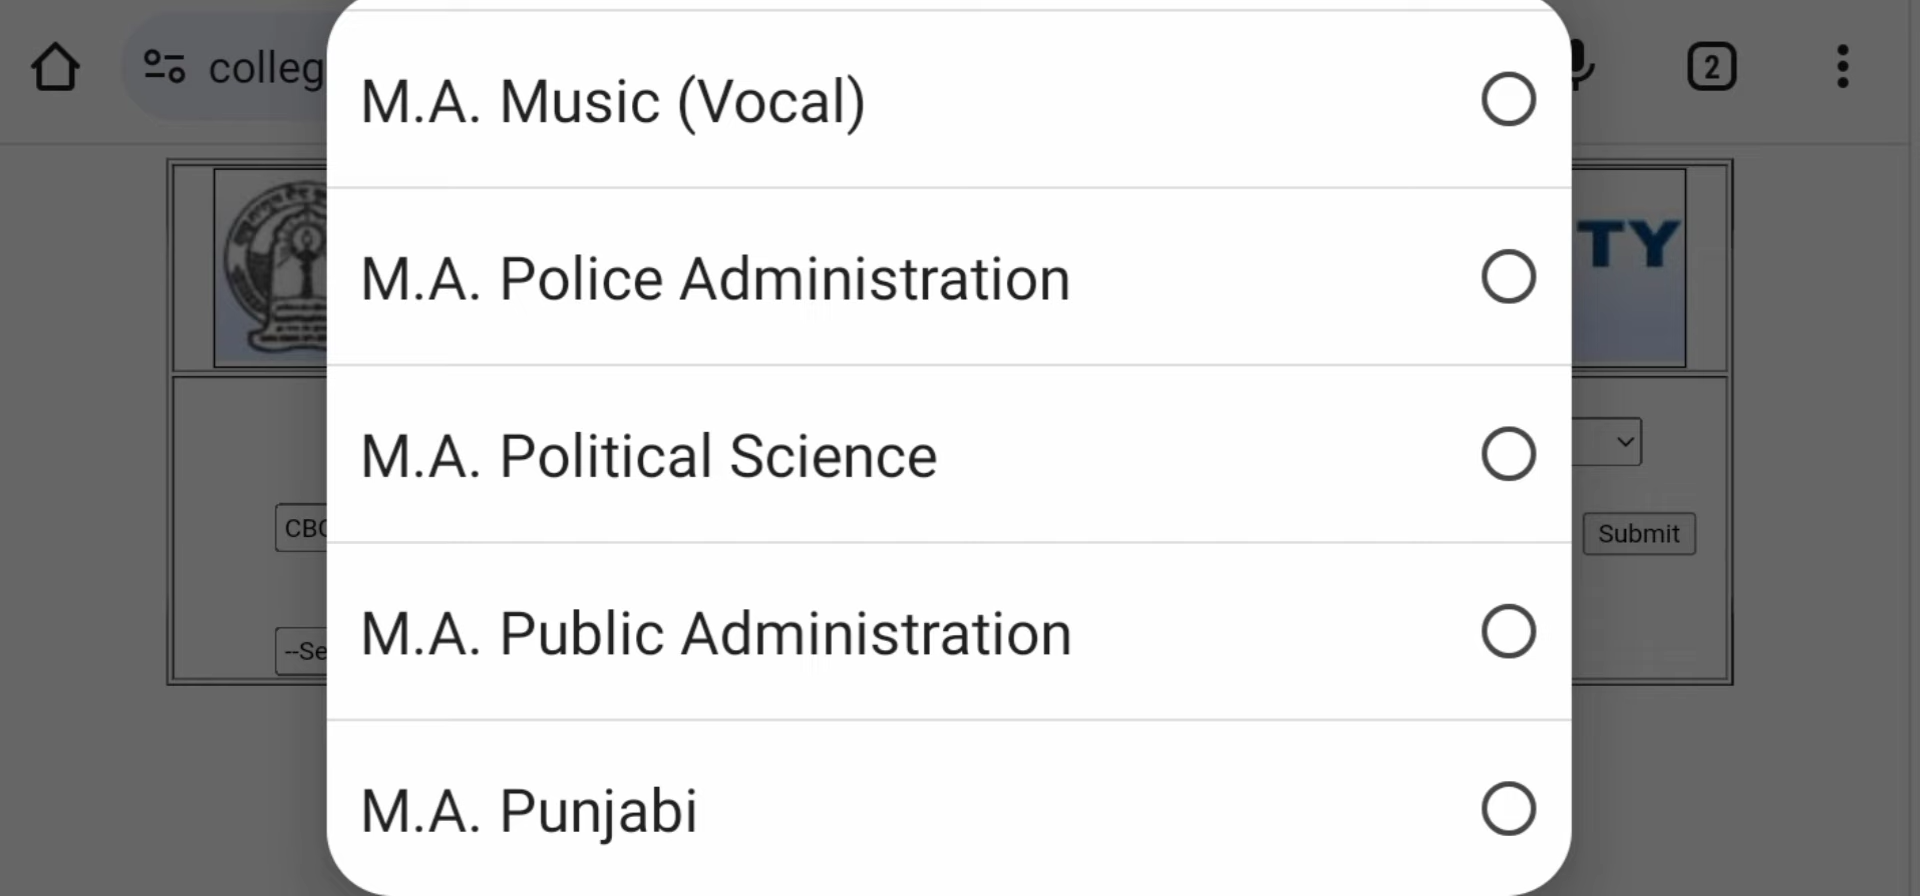 colleg
2
M.A. Music (Vocal)
TY
M.A. Police Administration
M.A. Political Science
CBC
Submit
M.A. Public Administration
--Se
M.A. Punjabi